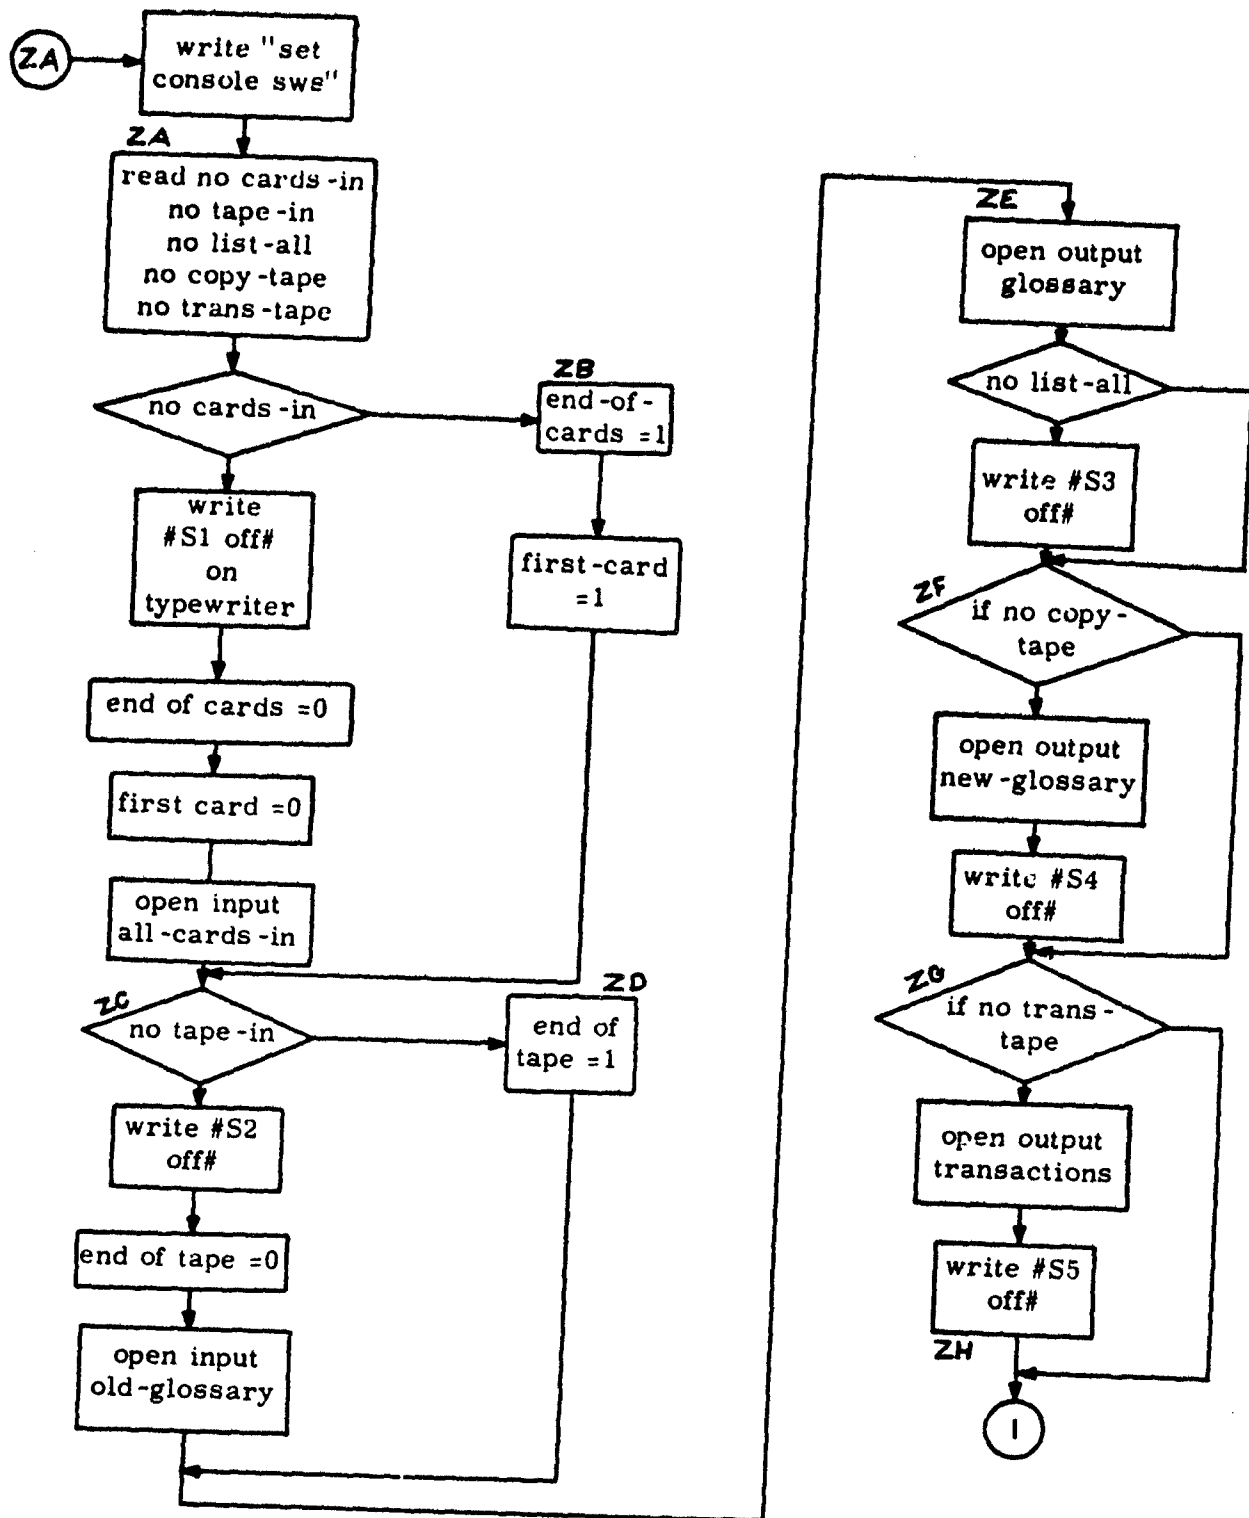 ZA
write "set
console sws"
ZA
read no cards-in
no tape-in
no list-all
no copy-tape
no trans-tape
no cards-in
ZB
end-of-
cards =1
write
#S1 off#
on
typewriter
first-card
=1
end of cards =0
first card =0
open input
all-cards-in
ZC
no tape-in
ZD
end of
tape =1
write #S2
off#
end of tape =0
open input
old-glossary
ZE
open output
glossary
no list-all
write #S3
off#
ZF
if no copy-
tape
open output
new-glossary
write #S4
off#
ZG
if no trans-
tape
open output
transactions
write #S5
off#
ZH
1